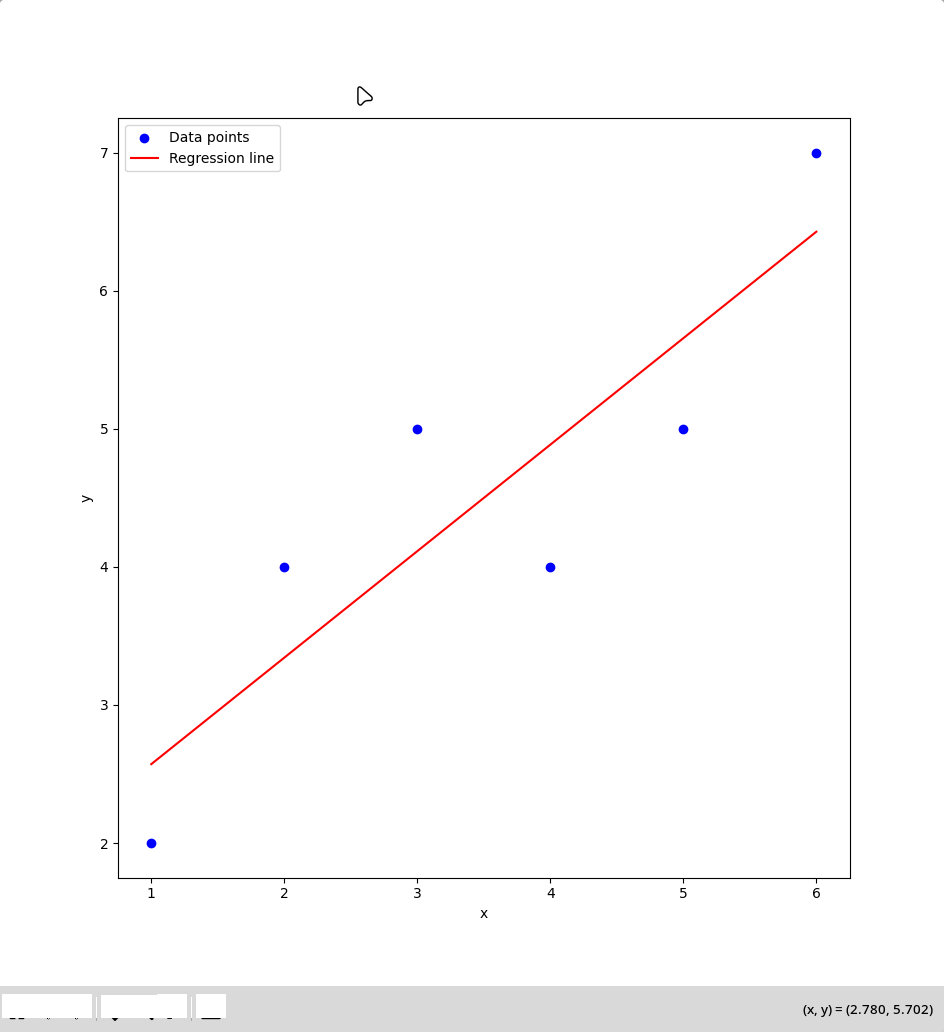 Data points
Regression line
7
6
5
4
3
2
y
1 2 3 4 5 6
x
(x, y) = (2.780, 5.702)